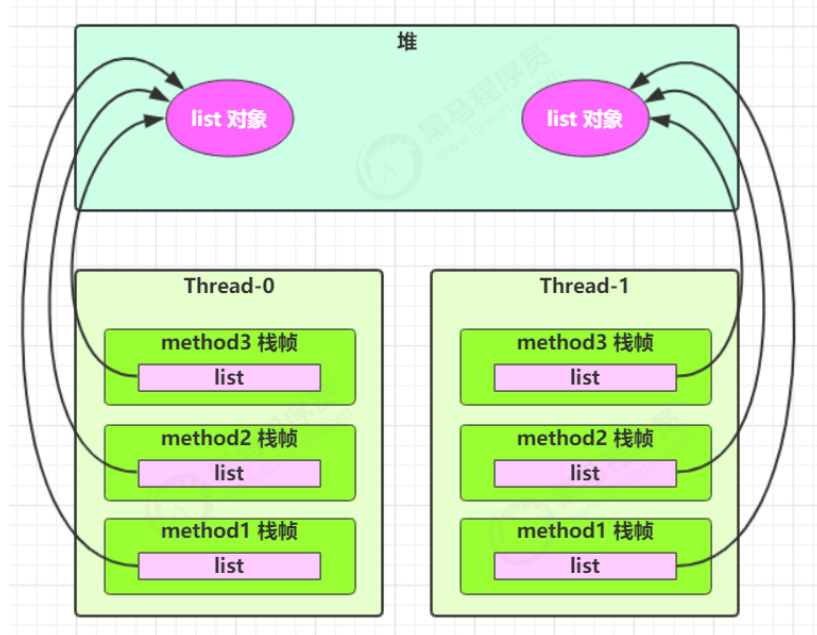 堆
list 对象
list 对象
黑马程序员
www.itheima.com
Thread-0
Thread-1
method3 栈帧
list
method3 栈帧
list
method2 栈帧
list
method2 栈帧
list
method1 栈帧
list
method1 栈帧
list